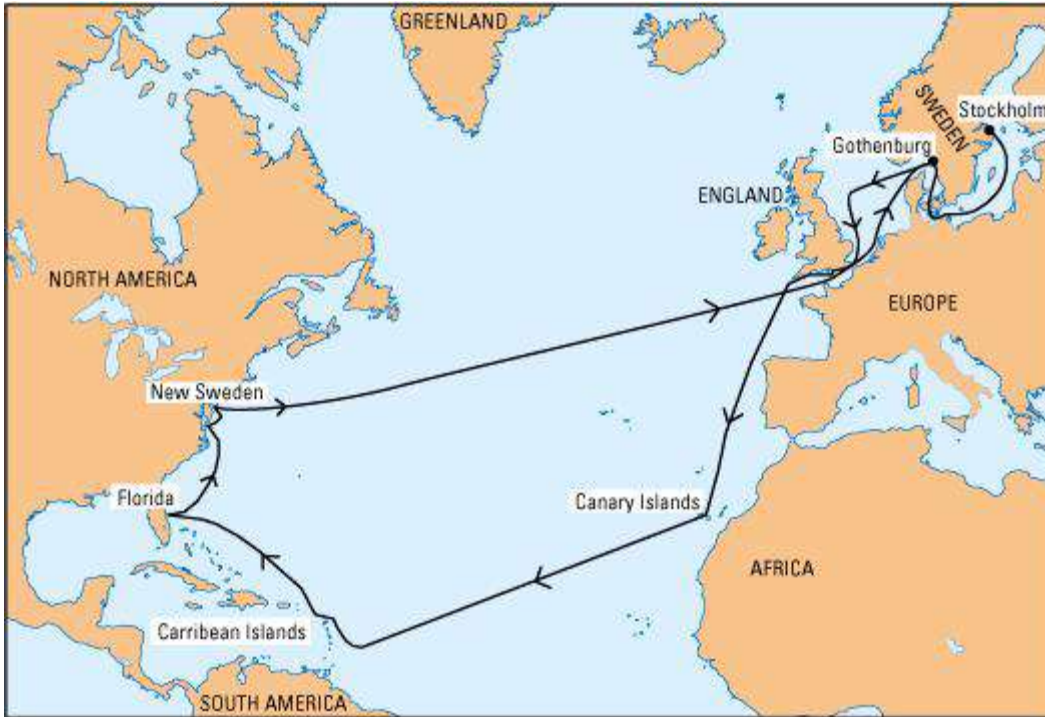 GREENLAND
SWEDEN
Stockholm
Gothenburg
ENGLAND
NORTH AMERICA
EUROPE
New Sweden
Florida
Canary Islands
AFRICA
Carribean Islands
SOUTH AMERICA